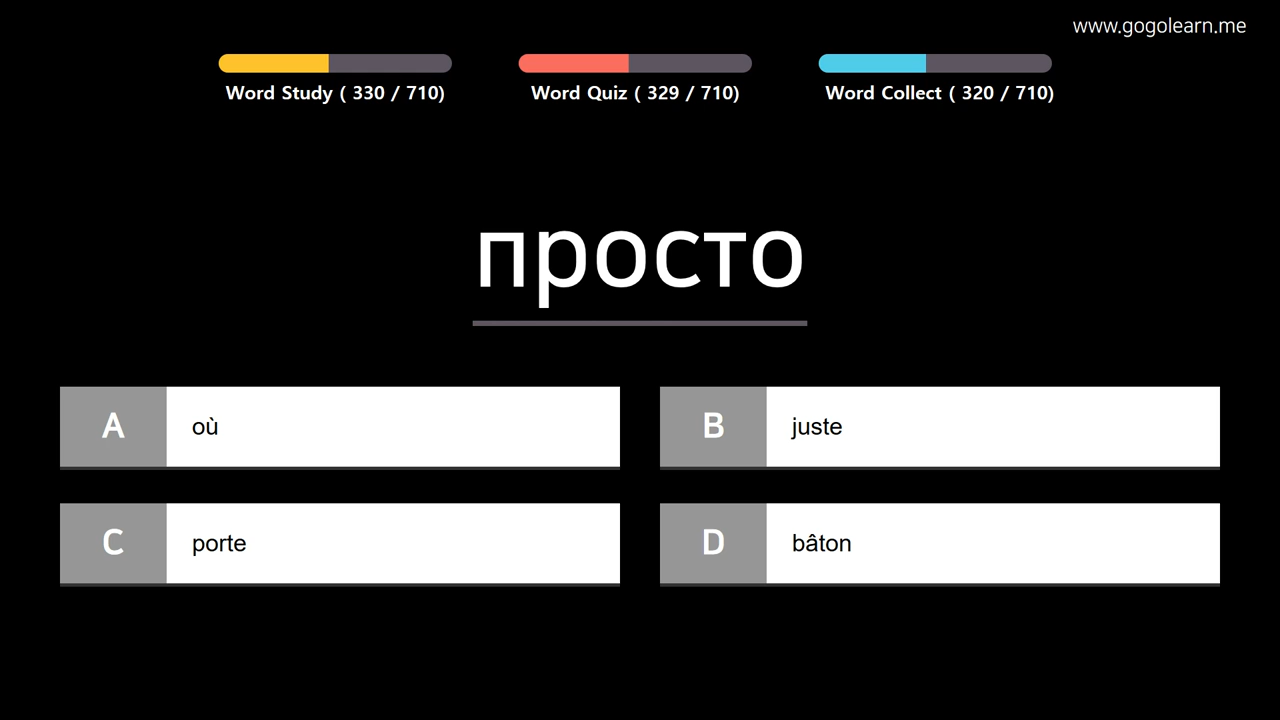 www.gogolearn.me
Word Study ( 330 / 710)
Word Quiz ( 329 / 710)
Word Collect ( 320 / 710)
просто
A où
B juste
C porte
D bâton